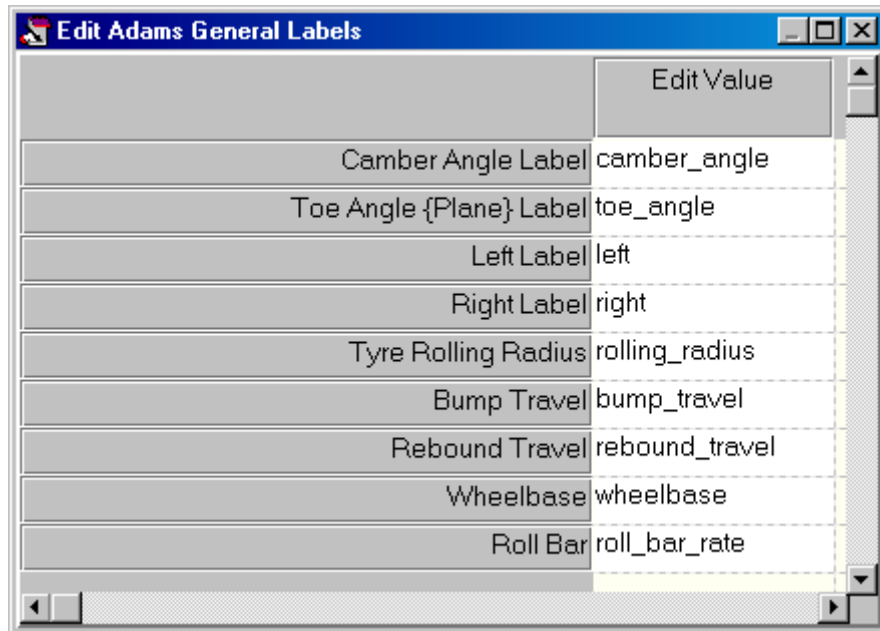 Edit Adams General Labels
Edit Value
Camber Angle Label camber_angle
Toe Angle {Plane} Label toe_angle
Left Label left
Right Label right
Tyre Rolling Radius rolling_radius
Bump Travel bump_travel
Rebound Travel rebound_travel
Wheelbase wheelbase
Roll Bar roll_bar_rate